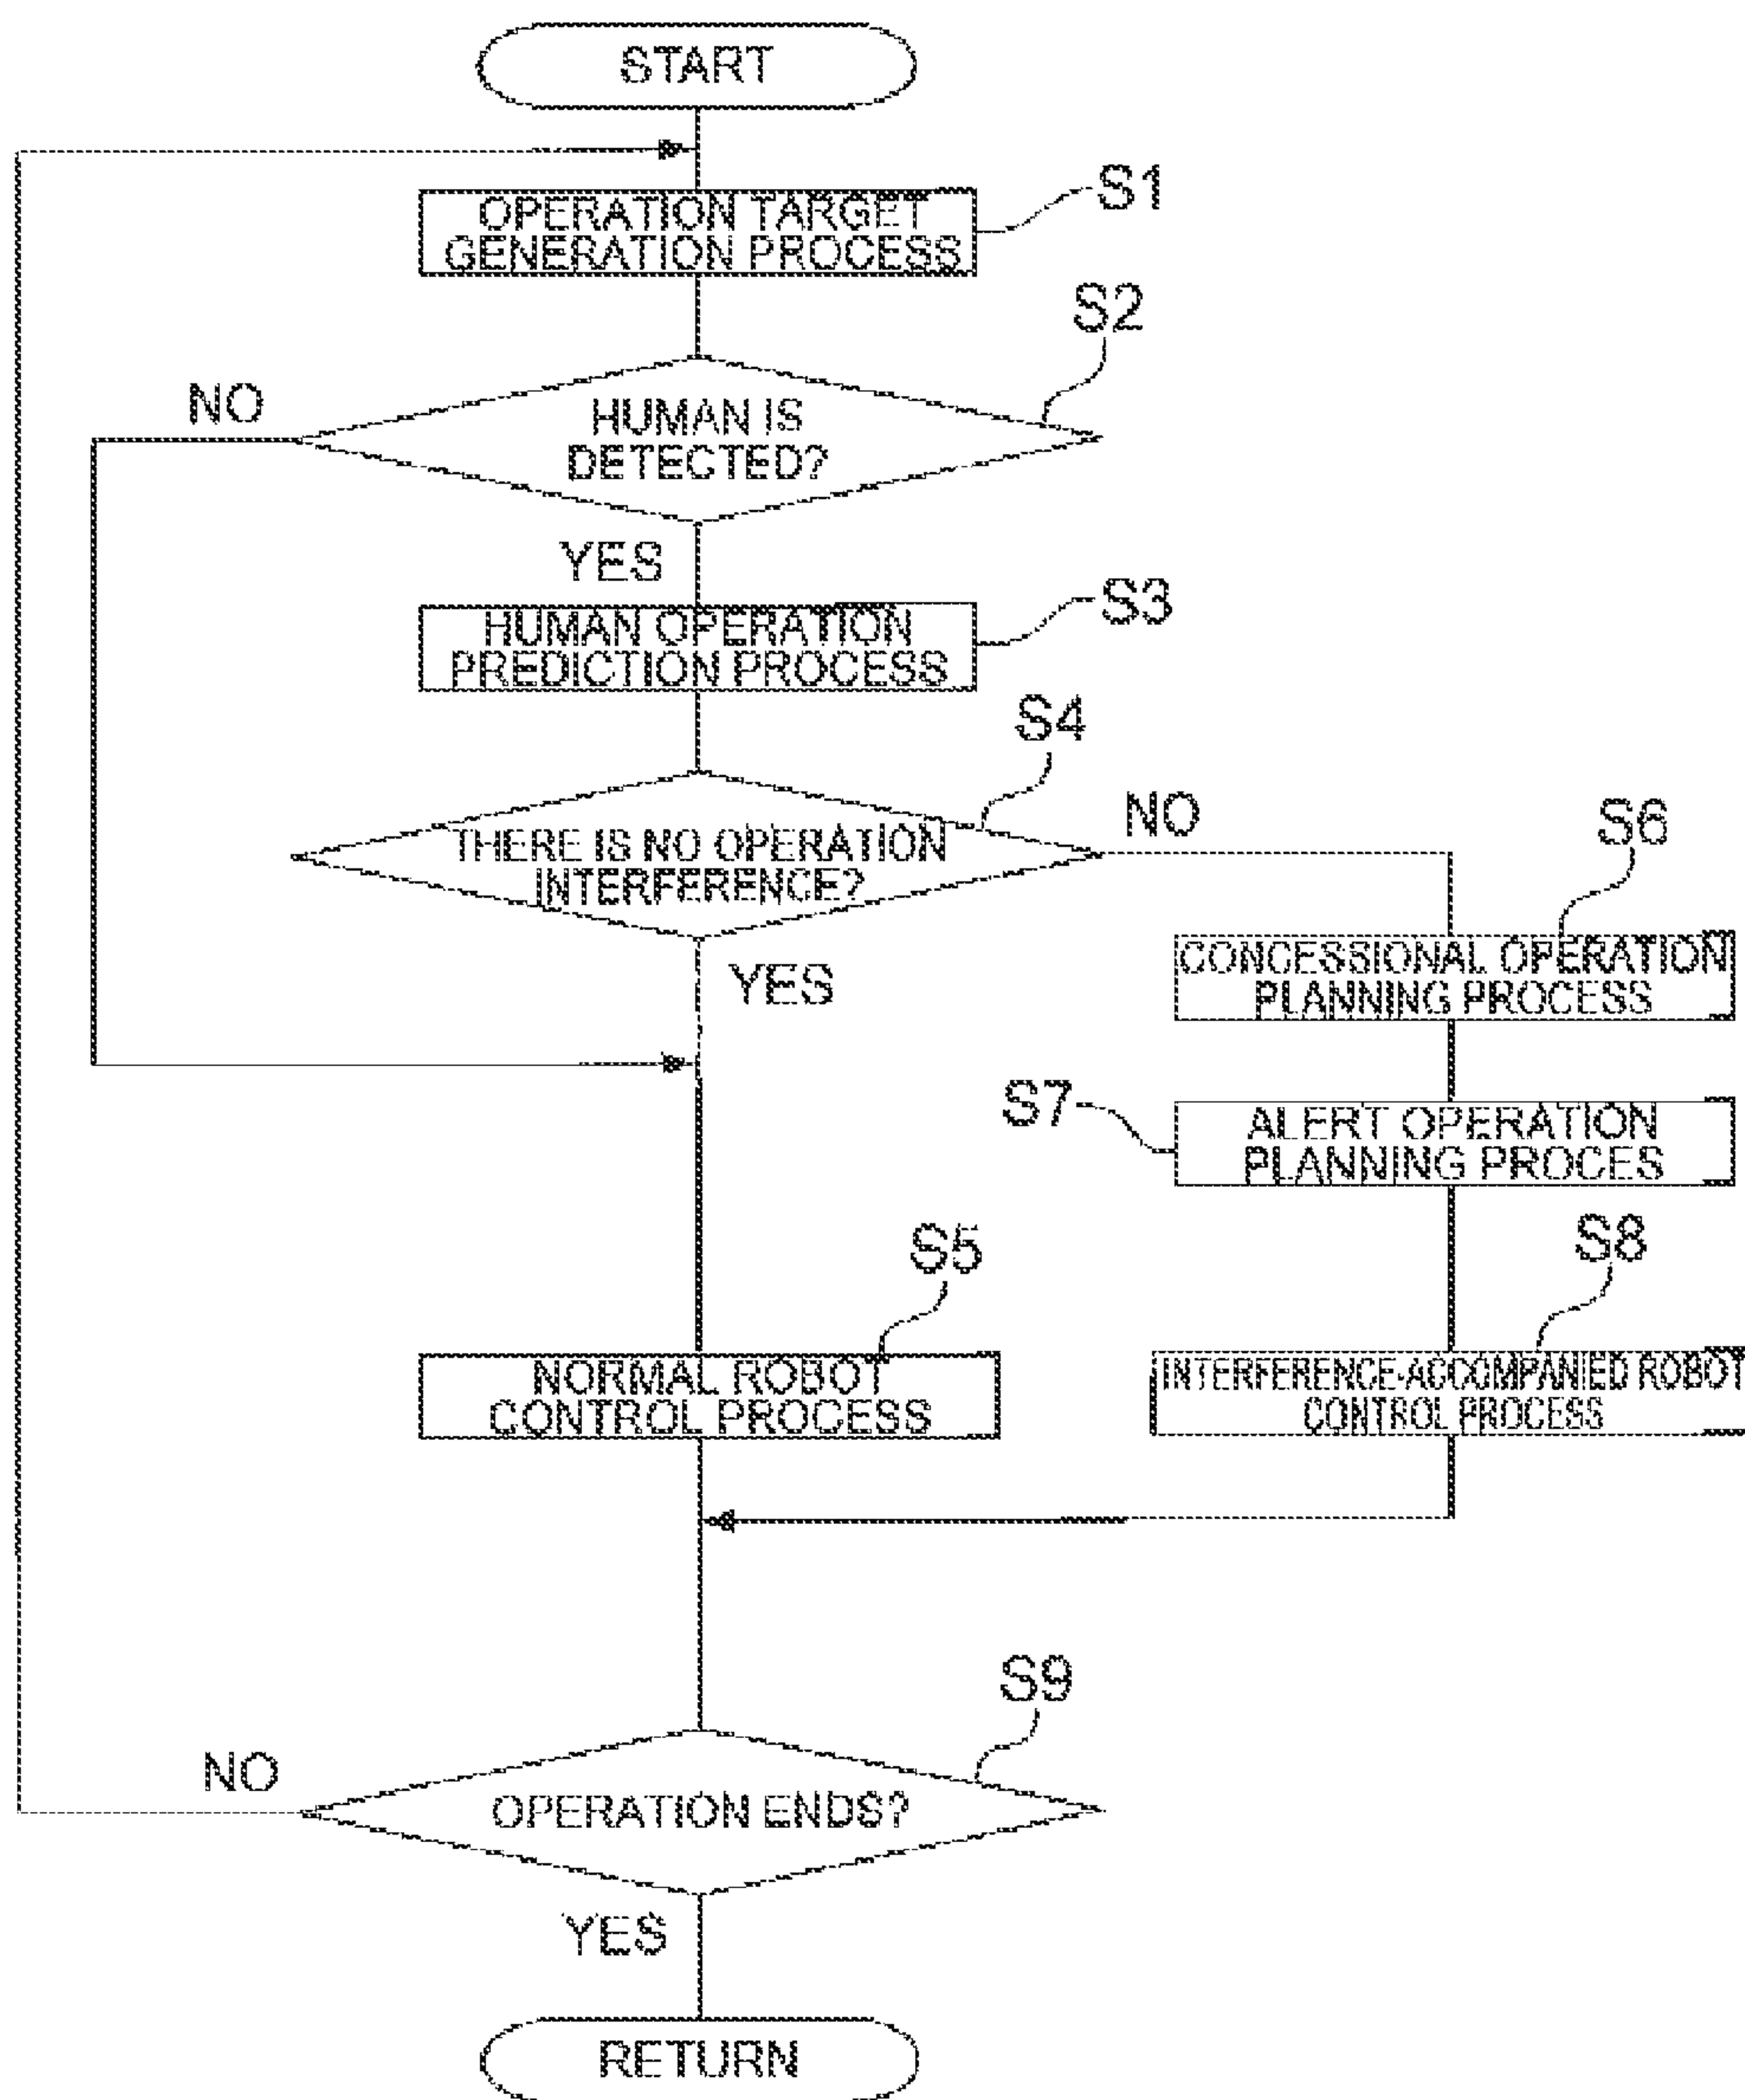 START
OPERATION TARGET
GENERATION PROCESS
S1
S2
NO
HUMAN IS
DETECTED?
YES
HUMAN OPERATION
PREDICTION PROCESS
S3
S4
THERE IS NO OPERATION
INTERFERENCE?
NO
YES
S6
CONCESSIONAL OPERATION
PLANNING PROCESS
S7
ALERT OPERATION
PLANNING PROCES
S5
NORMAL ROBOT
CONTROL PROCESS
S8
INTERFERENCE-ACCOMPANIED ROBOT
CONTROL PROCESS
S9
NO
OPERATION ENDS?
YES
RETURN